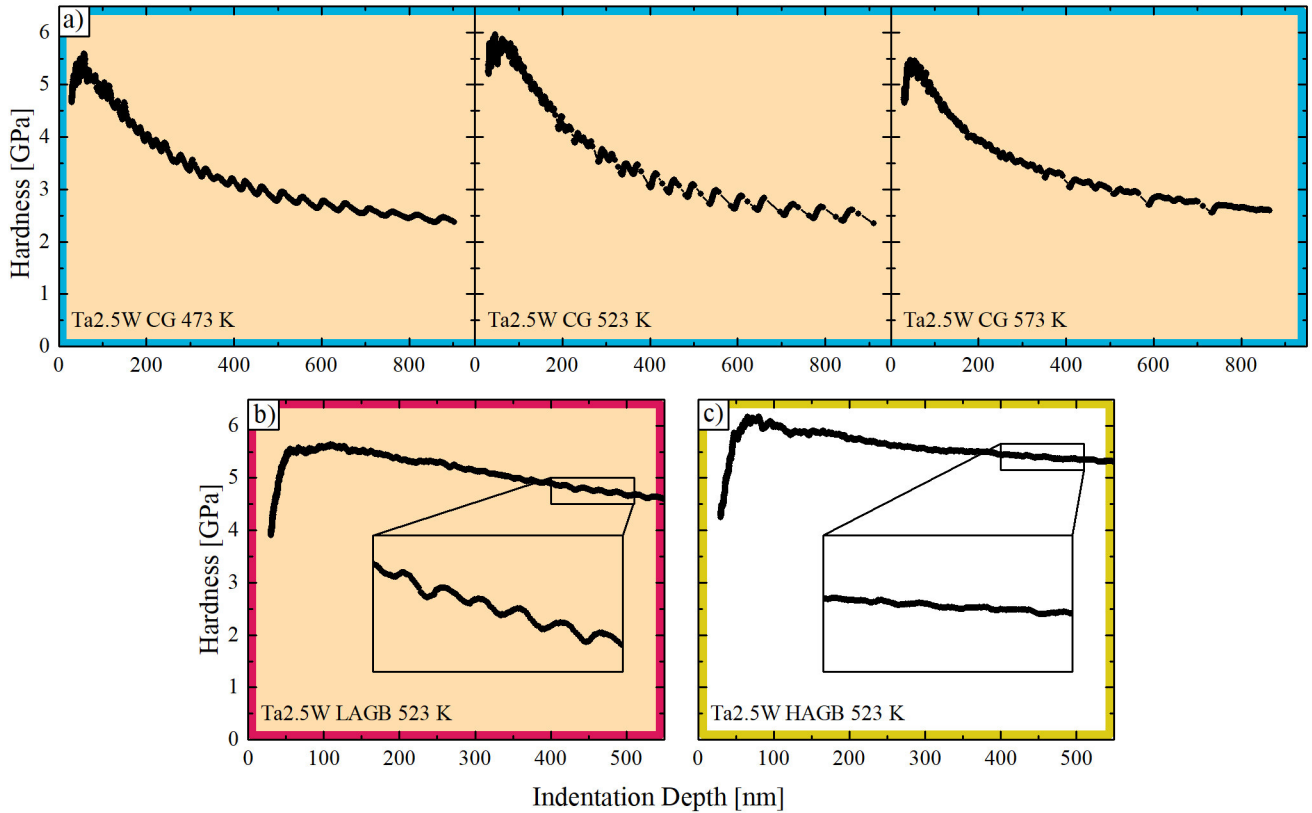 a)
Hardness [GPa]
6
5
4
3
2
1
0
Ta2.5W CG 473 K
Ta2.5W CG 523 K
Ta2.5W CG 573 K
0 200 400 600 800 0 200 400 600 800 0 200 400 600 800
b)
Hardness [GPa]
6
5
4
3
2
1
0
Ta2.5W LAGB 523 K
0 100 200 300 400 500
c)
Ta2.5W HAGB 523 K
0 100 200 300 400 500
Indentation Depth [nm]